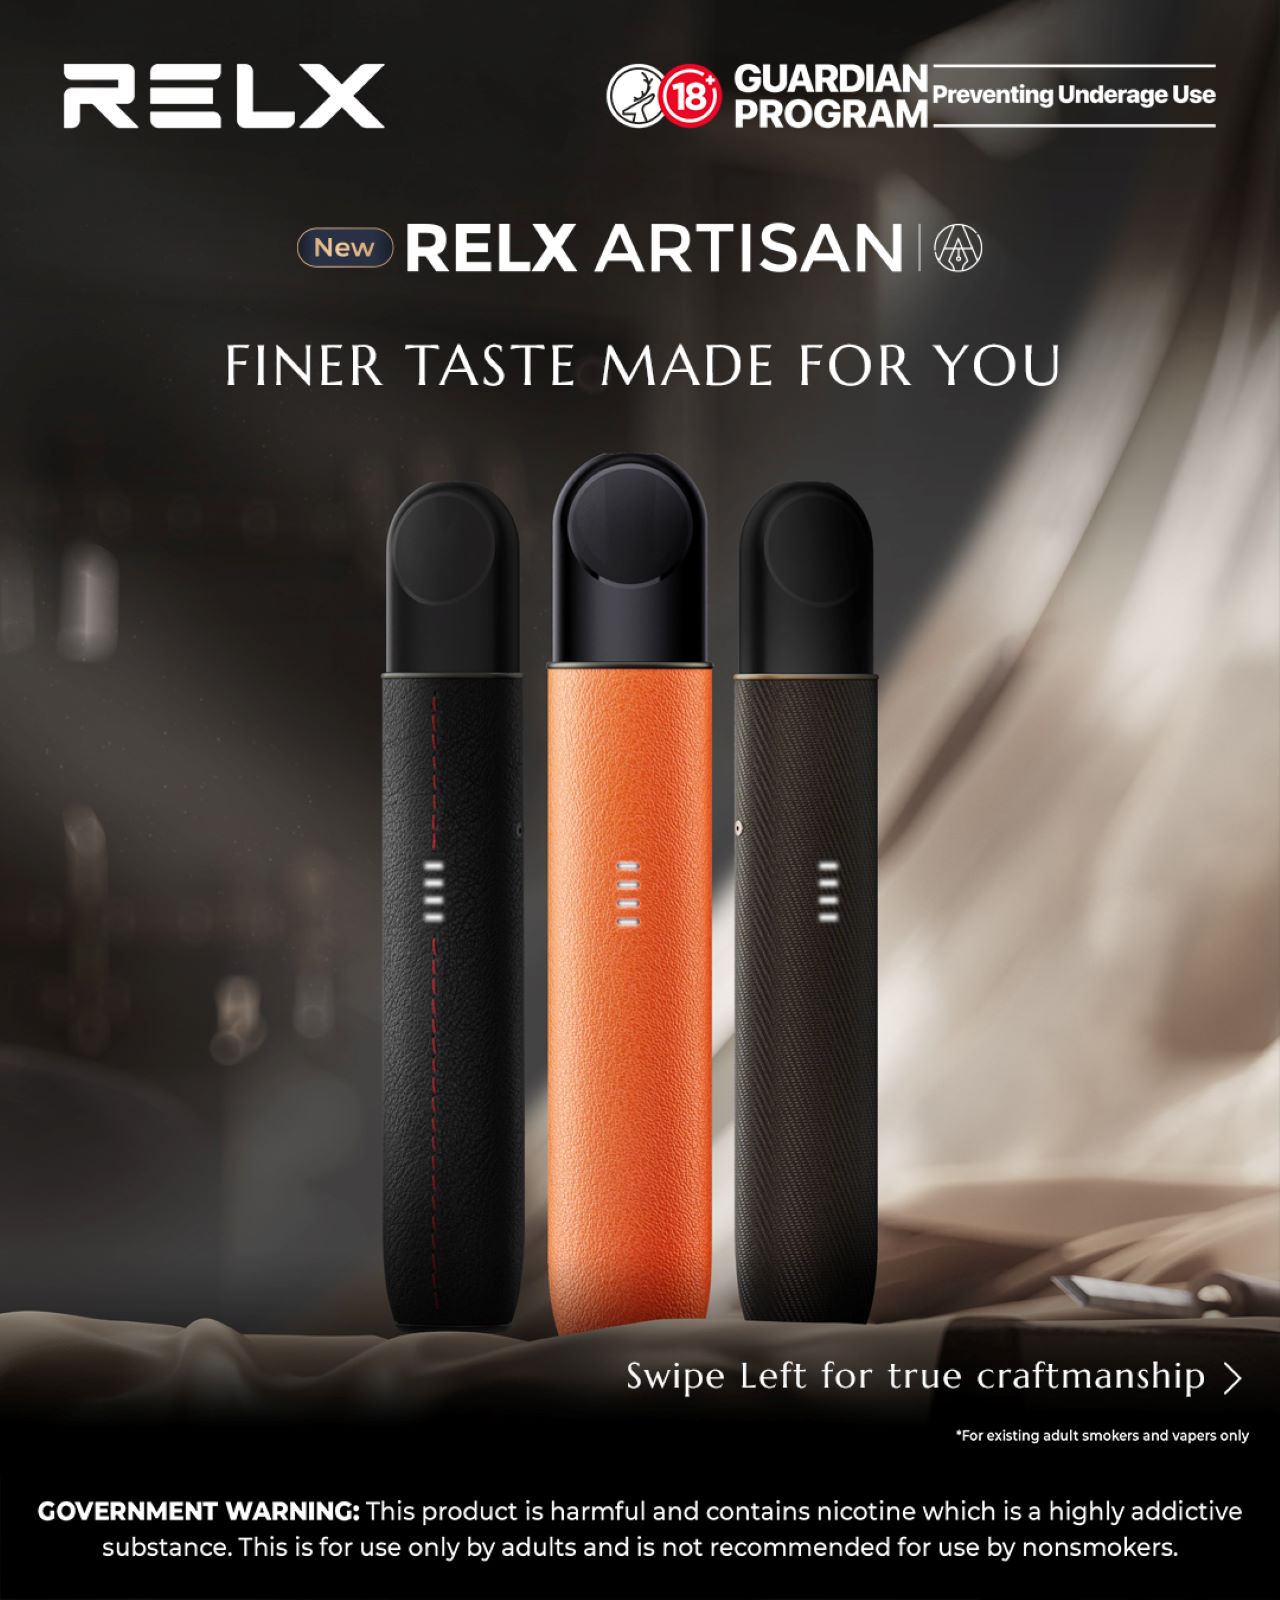 RELX
18+
GUARDIAN
PROGRAM
Preventing Underage Use
New RELX ARTISAN
FINER TASTE MADE FOR YOU
Swipe Left for true craftmanship >
*For existing adult smokers and vapers only
GOVERNMENT WARNING: This product is harmful and contains nicotine which is a highly addictive
substance. This is for use only by adults and is not recommended for use by nonsmokers.